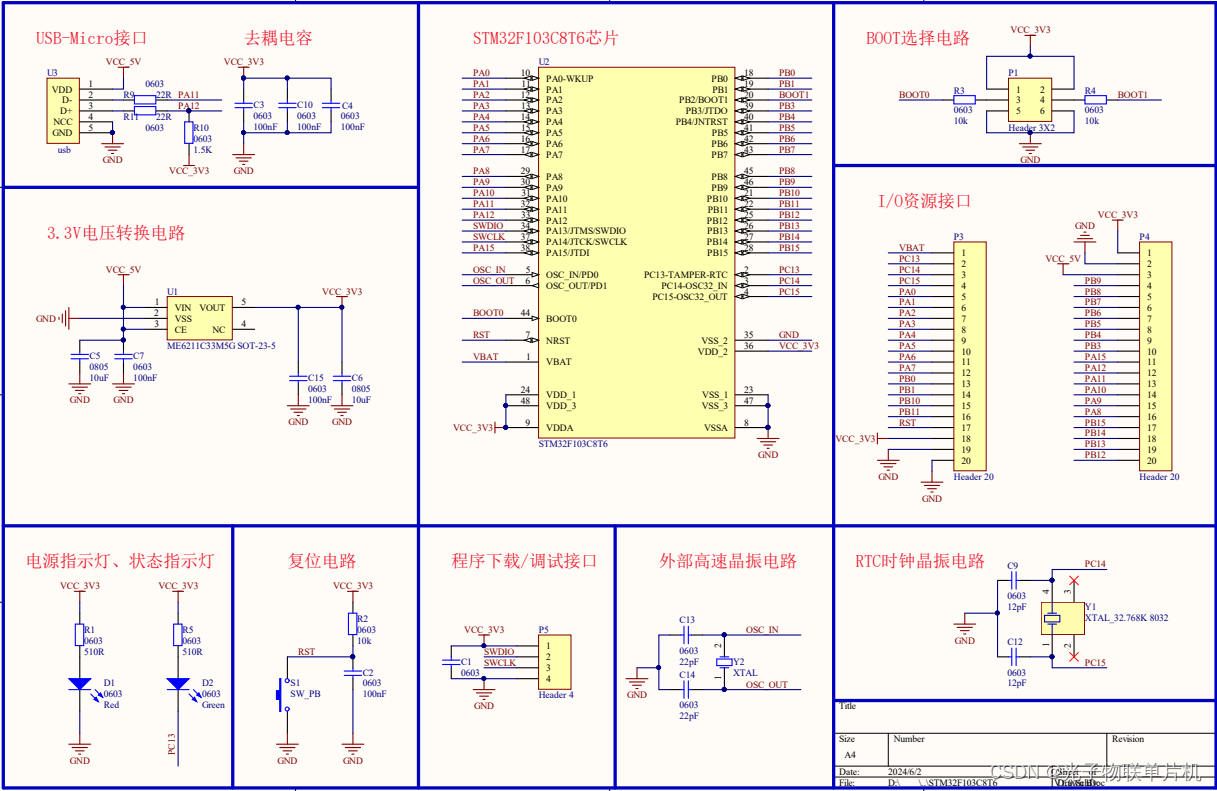 USB-Micro接口
去耦电容
VCC_5V
U3
VDD
D-
D+
NCC
GND
1
2
3
4
5
usb
0603
R9
22R
PA11
R11
22R
PA12
0603
R10
0603
1.5K
GND
VCC_3V3
VCC_3V3
C3
0603
100nF
C10
0603
100nF
C4
0603
100nF
GND
3.3V电压转换电路
VCC_5V
GND
U1
1 VIN VOUT 5
2 VSS
3 CE NC 4
ME6211C33M5G SOT-23-5
VCC_3V3
C5
0805
10uF
GND
C7
0603
100nF
GND
C15
0603
100nF
GND
C6
0805
10uF
GND
STM32F103C8T6芯片
U2
PA0 10 PA0-WKUP
PA1 11 PA1
PA2 12 PA2
PA3 13 PA3
PA4 14 PA4
PA5 15 PA5
PA6 16 PA6
PA7 17 PA7
PA8 29 PA8
PA9 30 PA9
PA10 31 PA10
PA11 32 PA11
PA12 33 PA12
SWDIO 34 PA13/JTMS/SWDIO
SWCLK 37 PA14/JTCK/SWCLK
PA15 38 PA15/JTDI
OSC_IN 5 OSC_IN/PD0
OSC_OUT 6 OSC_OUT/PD1
BOOT0 44 BOOT0
RST 7 NRST
VBAT 1 VBAT
24 VDD_1
48 VDD_3
VCC_3V3 9 VDDA
PB0 18 PB0
PB1 19 PB1
PB2/BOOT1 20 BOOT1
PB3/JTDO 39 PB3
PB4/JNTRST 40 PB4
PB5 41 PB5
PB6 42 PB6
PB7 43 PB7
PB8 45 PB8
PB9 46 PB9
PB10 21 PB10
PB11 22 PB11
PB12 25 PB12
PB13 26 PB13
PB14 27 PB14
PB15 28 PB15
PC13-TAMPER-RTC 2 PC13
PC14-OSC32_IN 3 PC14
PC15-OSC32_OUT 4 PC15
VSS_2 35 GND
VDD_2 36 VCC_3V3
VSS_1 23
VSS_3 47
VSSA 8
GND
STM32F103C8T6
BOOT选择电路
VCC_3V3
P1
1 2
3 4
5 6
Header 3X2
BOOT0
R3
0603
10k
R4
0603
10k
BOOT1
GND
I/O资源接口
P3
VBAT 1
PC13 2
PC14 3
PC15 4
PA0 5
PA1 6
PA2 7
PA3 8
PA4 9
PA5 10
PA6 11
PA7 12
PB0 13
PB1 14
PB10 15
PB11 16
RST 17
VCC_3V3 18
19
20
GND
GND
Header 20
VCC_3V3
GND
VCC_5V
P4
1
2
3
PB9 4
PB8 5
PB7 6
PB6 7
PB5 8
PB4 9
PB3 10
PA15 11
PA12 12
PA11 13
PA10 14
PA9 15
PA8 16
PB15 17
PB14 18
PB13 19
PB12 20
Header 20
电源指示灯、状态指示灯
VCC_3V3
R1
0603
510R
D1
0603
Red
GND
VCC_3V3
R5
0603
510R
D2
0603
Green
PC13
复位电路
VCC_3V3
R2
0603
10k
RST
S1
SW_PB
C2
0603
100nF
GND
GND
程序下载/调试接口
VCC_3V3
P5
1
SWDIO 2
SWCLK 3
4
C1
0603
GND
Header 4
外部高速晶振电路
C13
0603
22pF
C14
0603
22pF
GND
OSC_IN
2
Y2
XTAL
1
OSC_OUT
RTC时钟晶振电路
C9
0603
12pF
C12
0603
12pF
GND
PC14
4 3
Y1
XTAL_32.768K 8032
1 2
PC15
Title
Size
A4
Number
Revision
Date: 2024/6/2
File: D:\
\STM32F103C8T6
CSDN @光子物联单片机